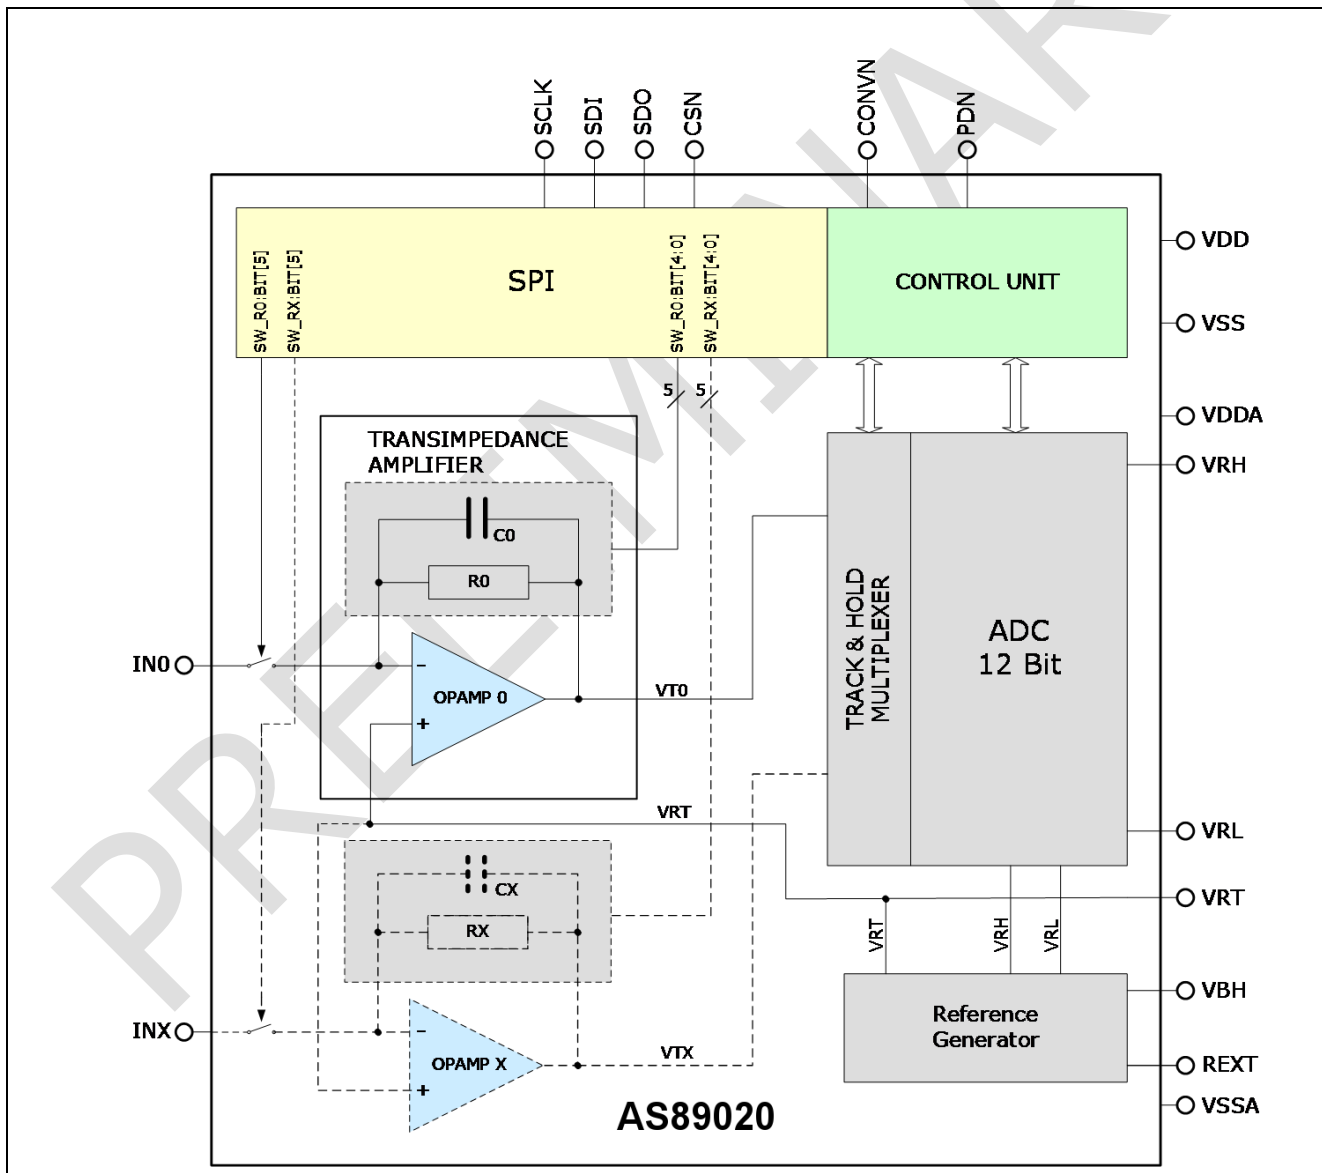 PRELIMINAR
SCLK
SDI
SDO
CSN
CONVN
PDN
SW_R0:BIT[5]
SW_RX:BIT[5]
SPI
SW_R0:BIT[4:0]
SW_RX:BIT[4:0]
CONTROL UNIT
VDD
VSS
5
5
VDDA
VRH
TRANSIMPEDANCE
AMPLIFIER
C0
R0
IN0
-
OPAMP 0
+
VT0
TRACK & HOLD
MULTIPLEXER
ADC
12 Bit
VRT
VRL
CX
RX
VRT
VRT
VRH
VRL
VBH
INX
-
OPAMP X
+
VTX
Reference
Generator
REXT
VSSA
AS89020